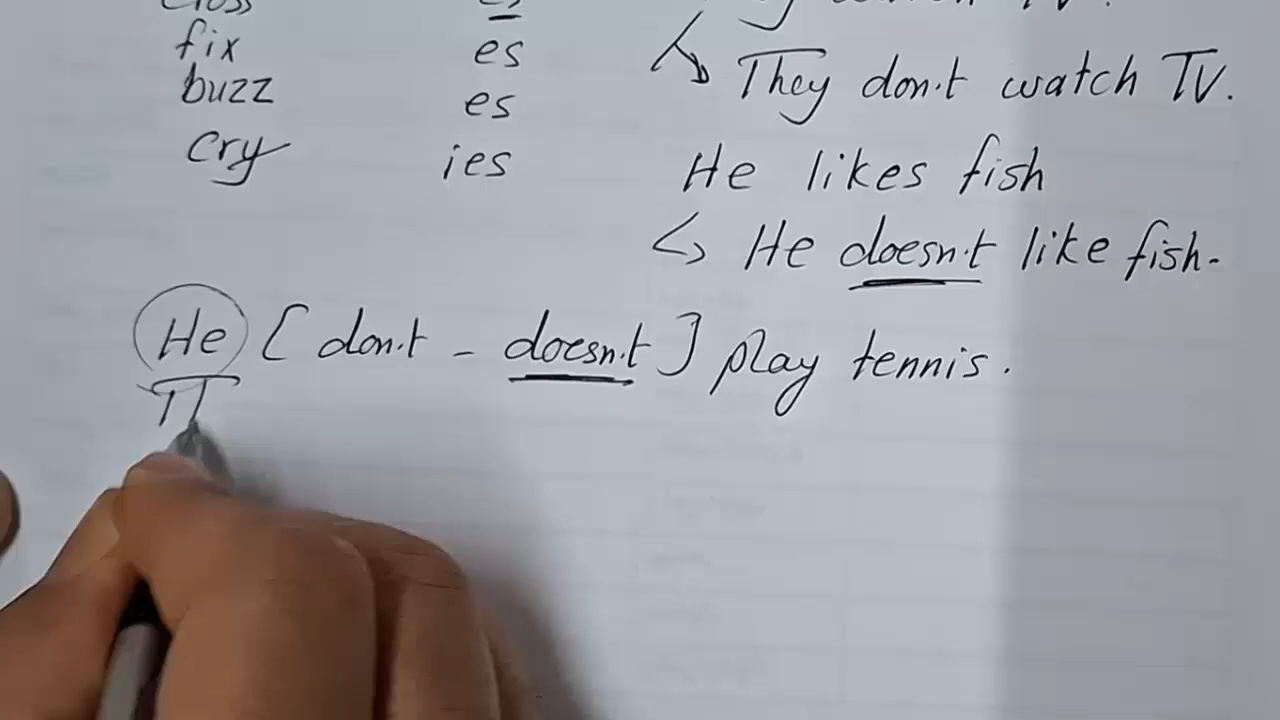 fix es
buzz es
cry ies
TV.
They don't watch TV.
He likes fish
He doesn't like fish.
He [ don't - doesn't ] play tennis.